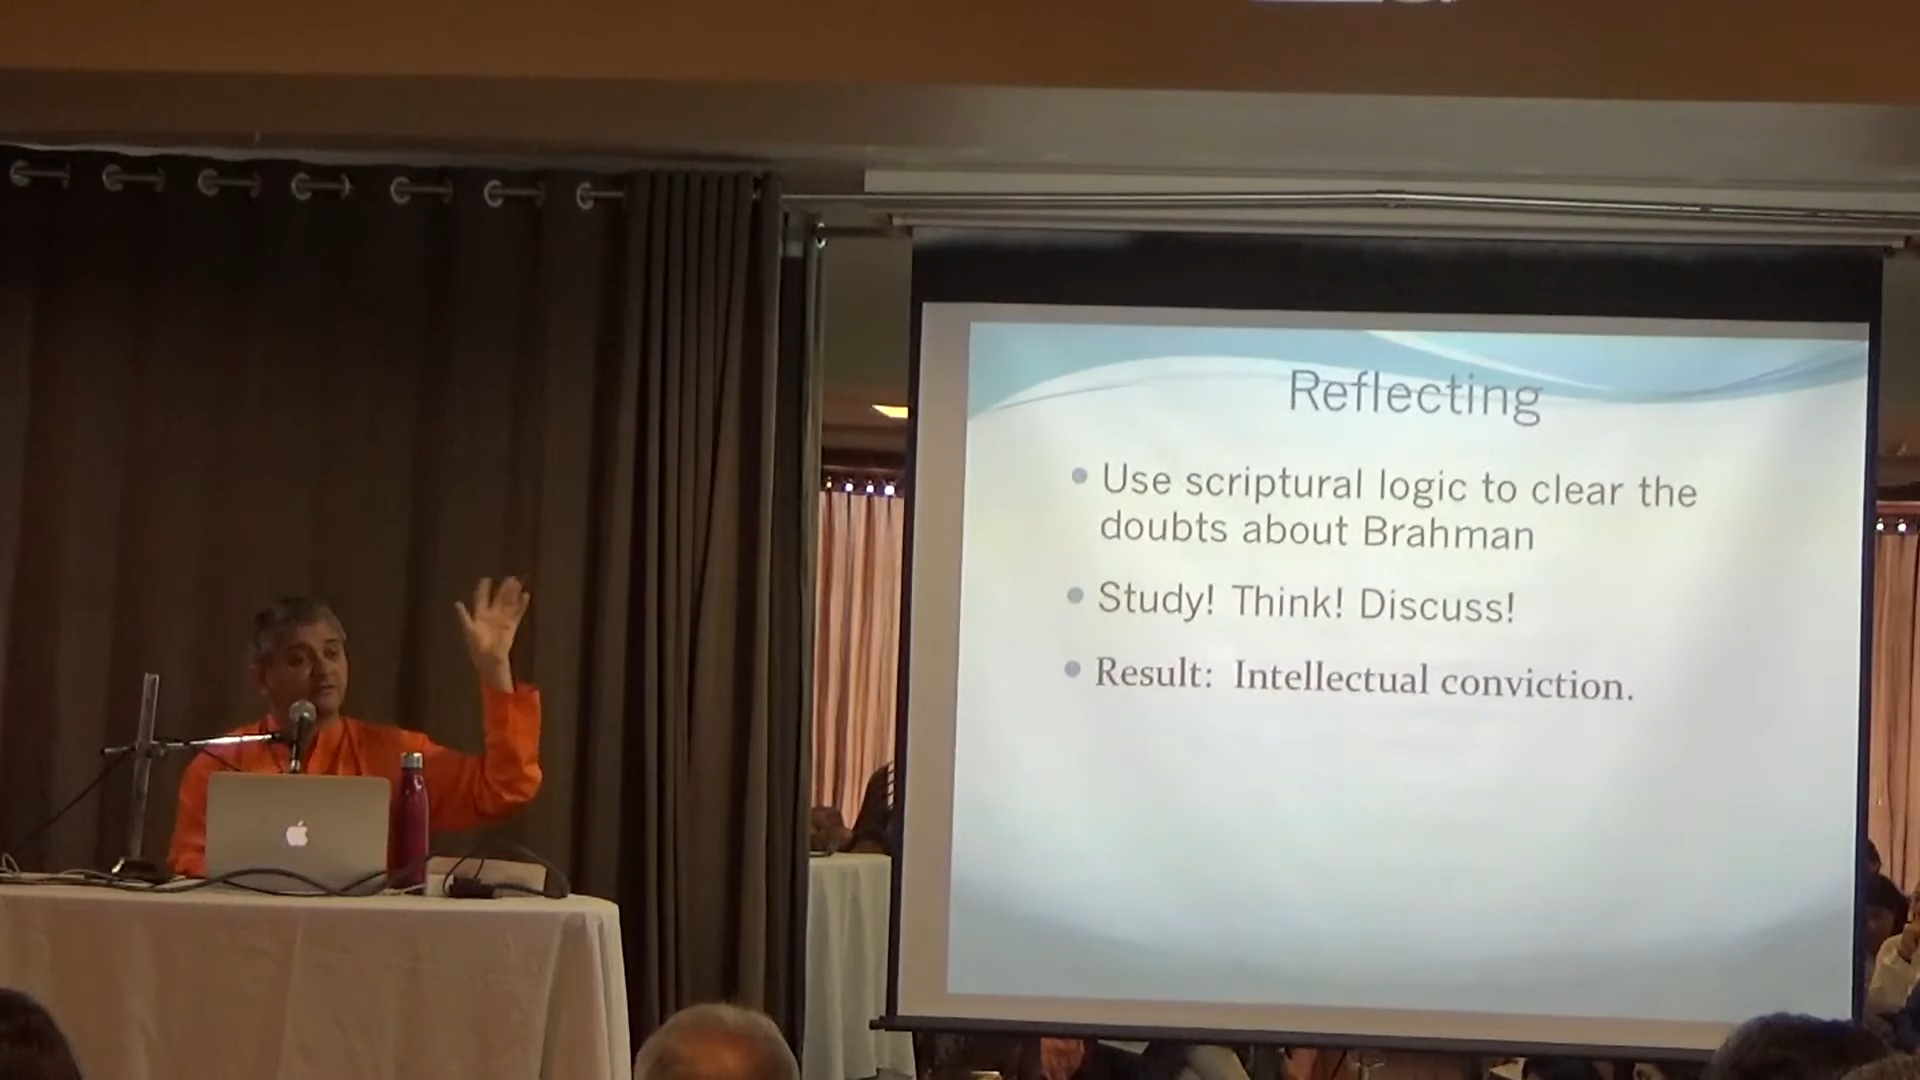 Reflecting
• Use scriptural logic to clear the
doubts about Brahman
• Study! Think! Discuss!
• Result: Intellectual conviction.